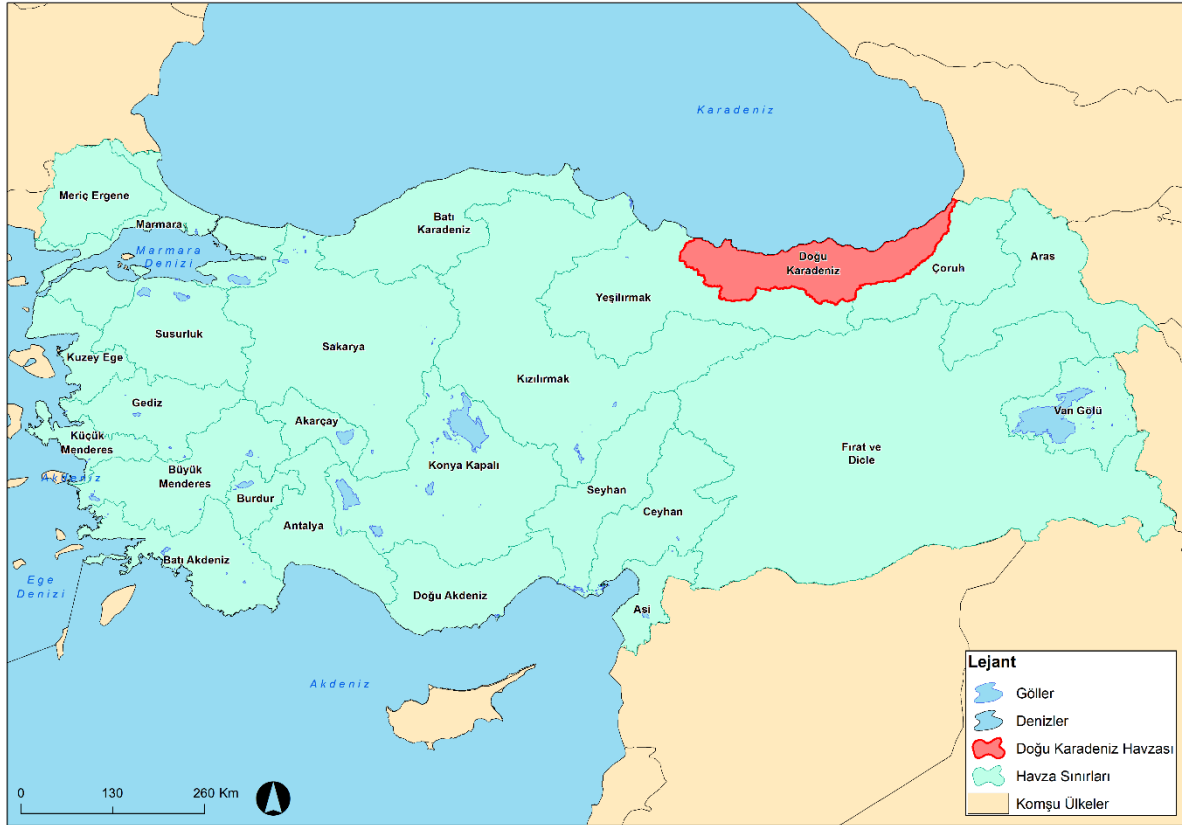 Karadeniz
Meriç Ergene
Marmara
Marmara
Denizi
Batı
Karadeniz
Doğu
Karadeniz
Çoruh
Aras
Yeşilırmak
Susurluk
Sakarya
Kuzey Ege
Kızılırmak
Gediz
Akarçay
Van Gölü
Küçük
Menderes
Büyük
Menderes
Konya Kapalı
Fırat ve
Dicle
Akdeniz
Burdur
Seyhan
Ceyhan
Antalya
Batı Akdeniz
Ege
Denizi
Doğu Akdeniz
Asi
Akdeniz
Lejant
Göller
Denizler
Doğu Karadeniz Havzası
Havza Sınırları
Komşu Ülkeler
0 130 260 Km